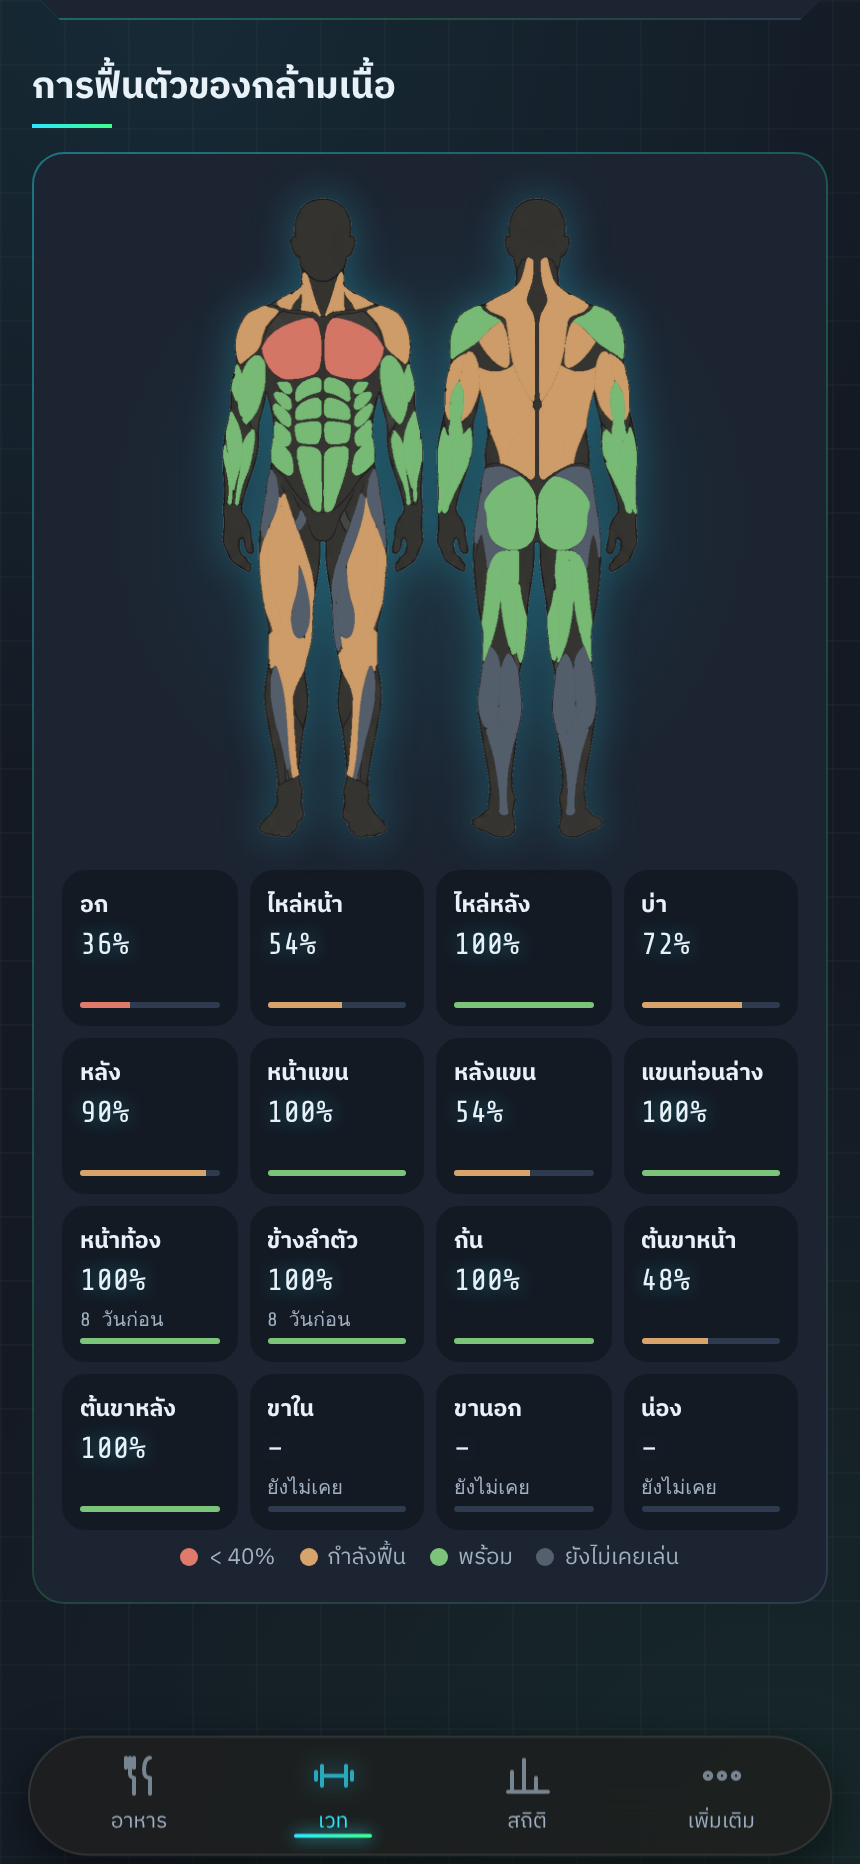 การฟื้นตัวของกล้ามเนื้อ
อก
36%
ไหล่หน้า
54%
ไหล่หลัง
100%
บ่า
72%
หลัง
90%
หน้าแขน
100%
หลังแขน
54%
แขนท่อนล่าง
100%
หน้าท้อง
100%
8 วันก่อน
ข้างลำตัว
100%
8 วันก่อน
ก้น
100%
ต้นขาหน้า
48%
ต้นขาหลัง
100%
ขาใน
–
ยังไม่เคย
ขานอก
–
ยังไม่เคย
น่อง
–
ยังไม่เคย
< 40% กำลังฟื้น พร้อม ยังไม่เคยเล่น
อาหาร เวท สถิติ เพิ่มเติม